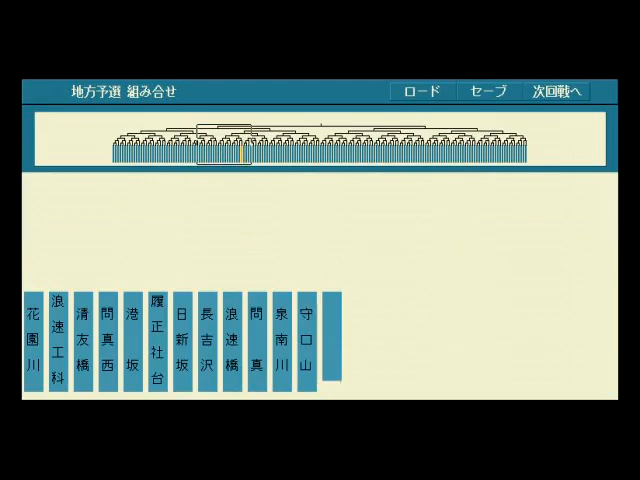 地方予選 組み合せ
ロード
セーブ
次回戦へ
花園川
浪速工科
清友橋
問真西
港坂
履正社台
日新坂
長吉沢
浪速橋
問真
泉南川
守口山